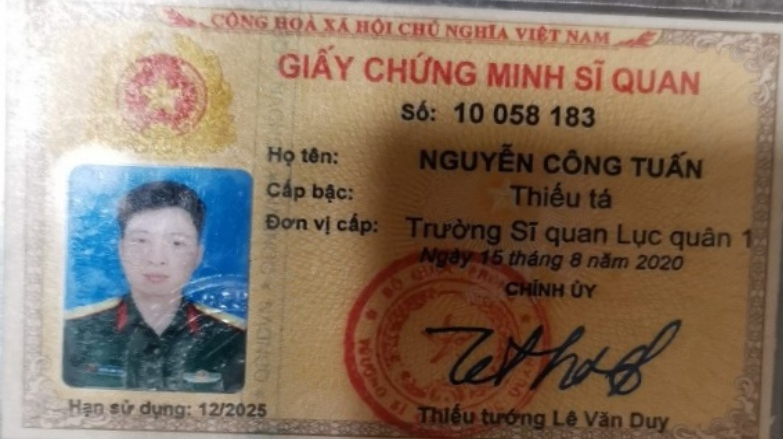 CỘNG HOÀ XÃ HỘI CHỦ NGHĨA VIỆT NAM
GIẤY CHỨNG MINH SĨ QUAN
Số: 10 058 183
Họ tên: NGUYỄN CÔNG TUẤN
Cấp bậc: Thiếu tá
Đơn vị cấp: Trường Sĩ quan Lục quân 1
Ngày 15 tháng 8 năm 2020
CHÍNH ỦY
Hạn sử dụng: 12/2025
Thiếu tướng Lê Văn Duy